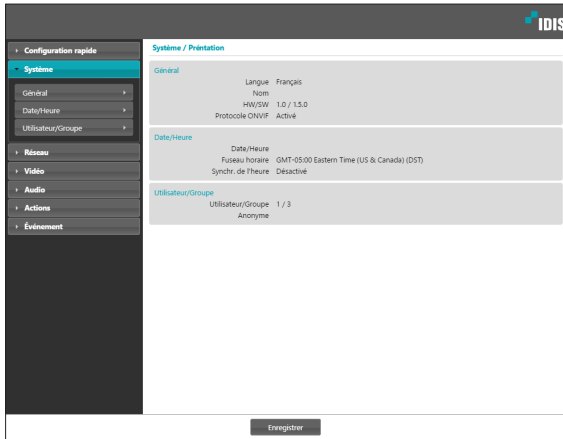 IDIS
Configuration rapide
Système
Général
Date/Heure
Utilisateur/Groupe
Réseau
Vidéo
Audio
Actions
Événement
Système / Préntation
Général
Langue Français
Nom
HW/SW 1.0 / 1.5.0
Protocole ONVIF Activé
Date/Heure
Date/Heure
Fuseau horaire GMT-05:00 Eastern Time (US & Canada) (DST)
Synchr. de l'heure Désactivé
Utilisateur/Groupe
Utilisateur/Groupe 1 / 3
Anonyme
Enregistrer